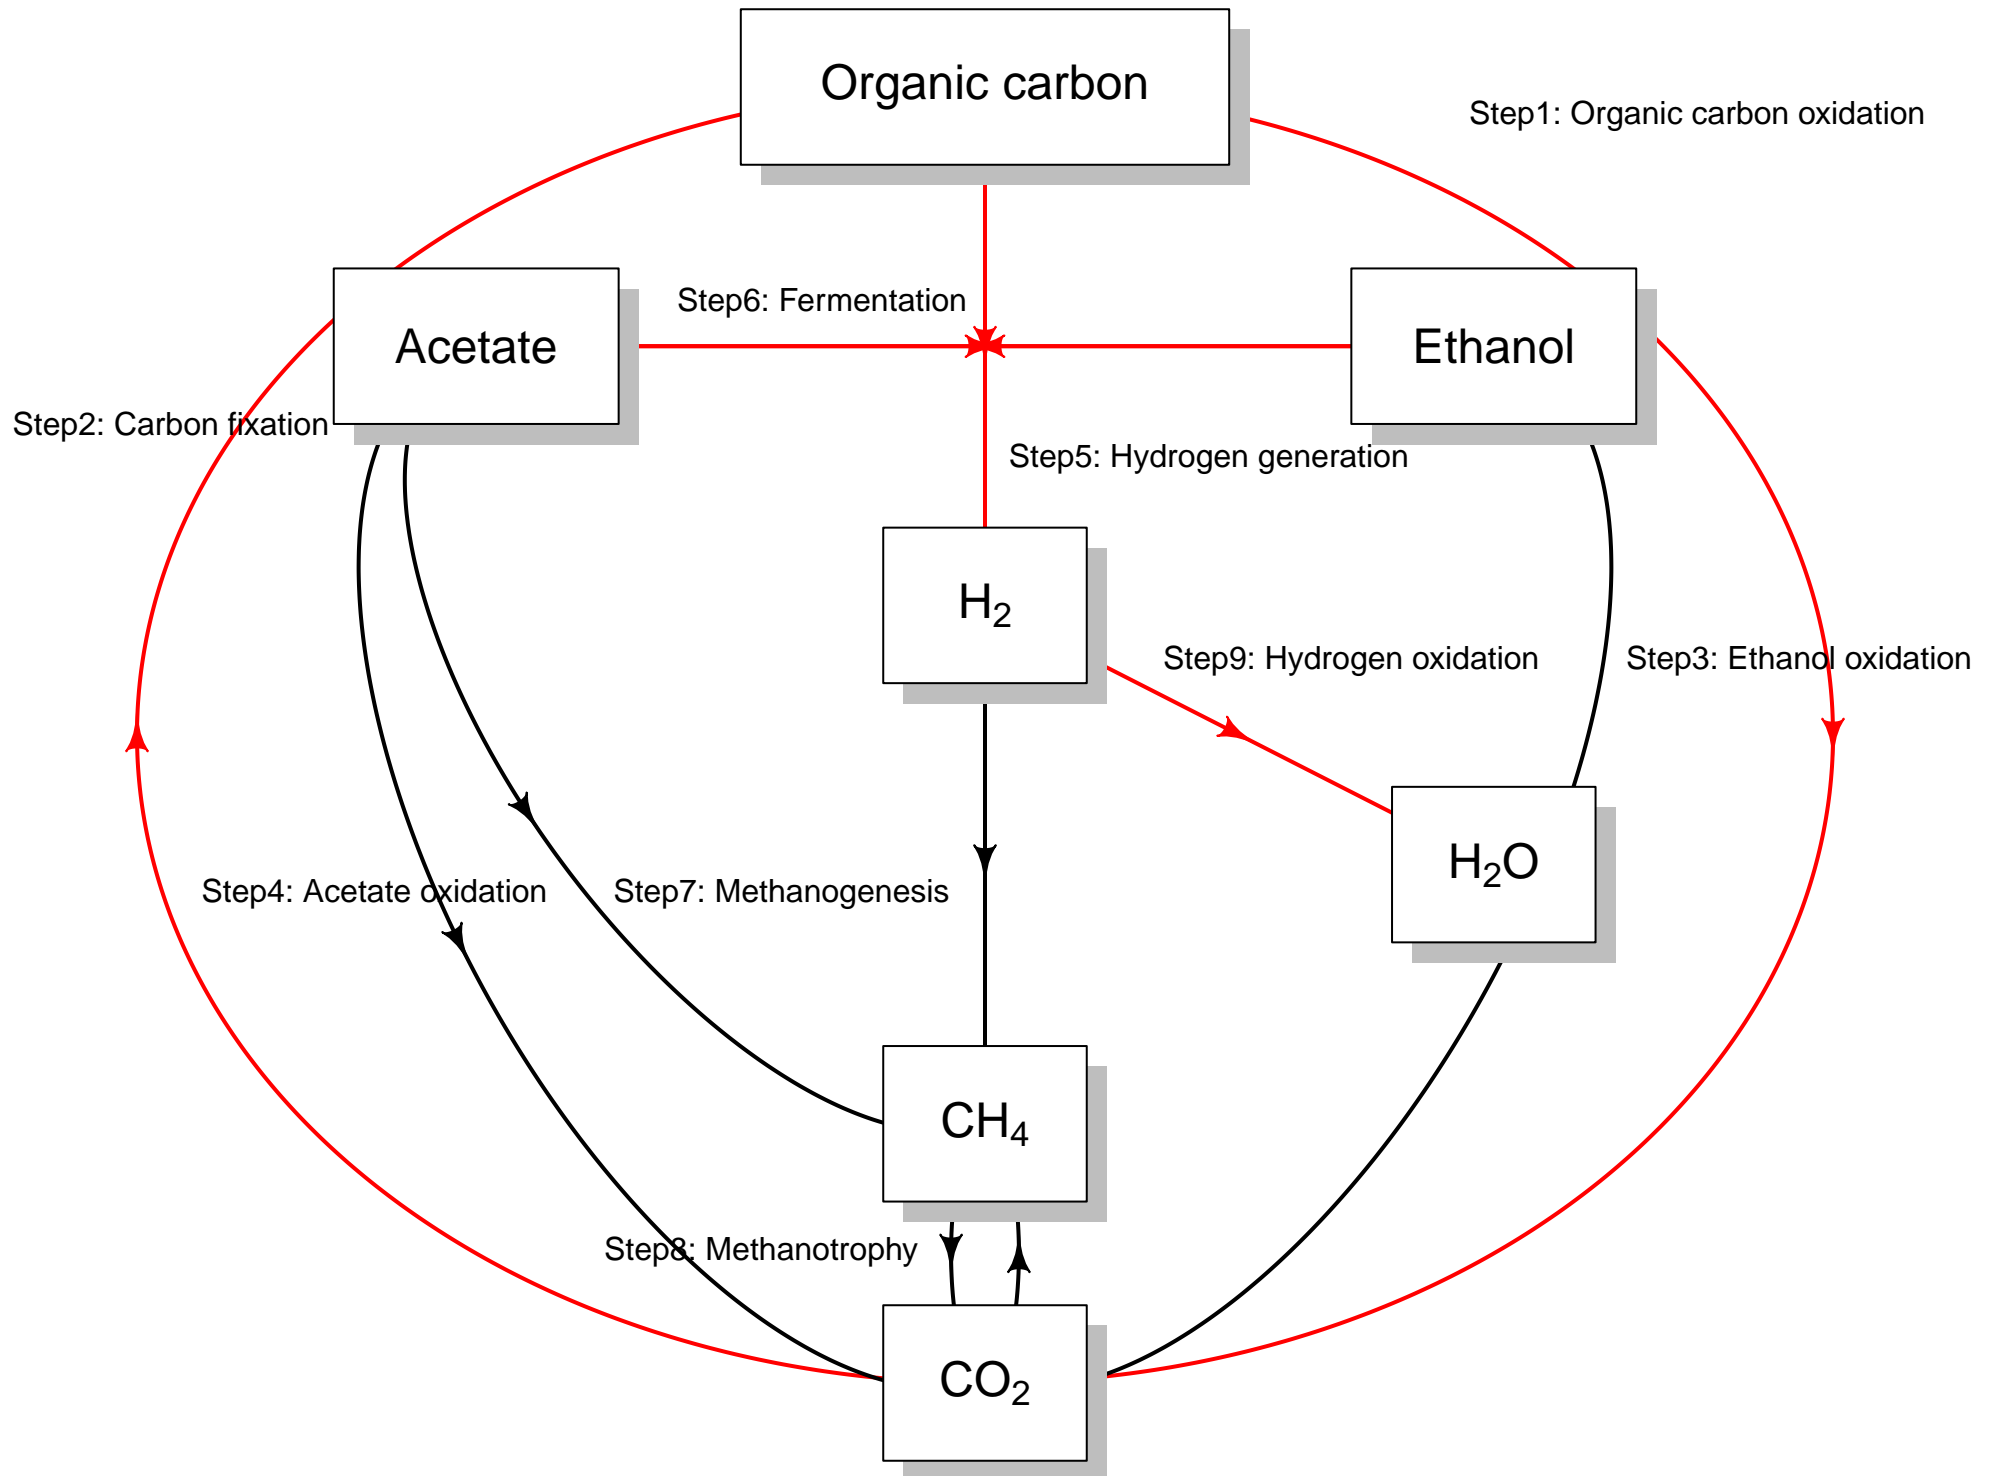 Organic carbon
Step1: Organic carbon oxidation
Step6: Fermentation
Acetate
Ethanol
Step2: Carbon fixation
Step5: Hydrogen generation
H₂
Step9: Hydrogen oxidation
Step3: Ethanol oxidation
H₂O
Step4: Acetate oxidation
Step7: Methanogenesis
CH₄
Step8: Methanotrophy
CO₂